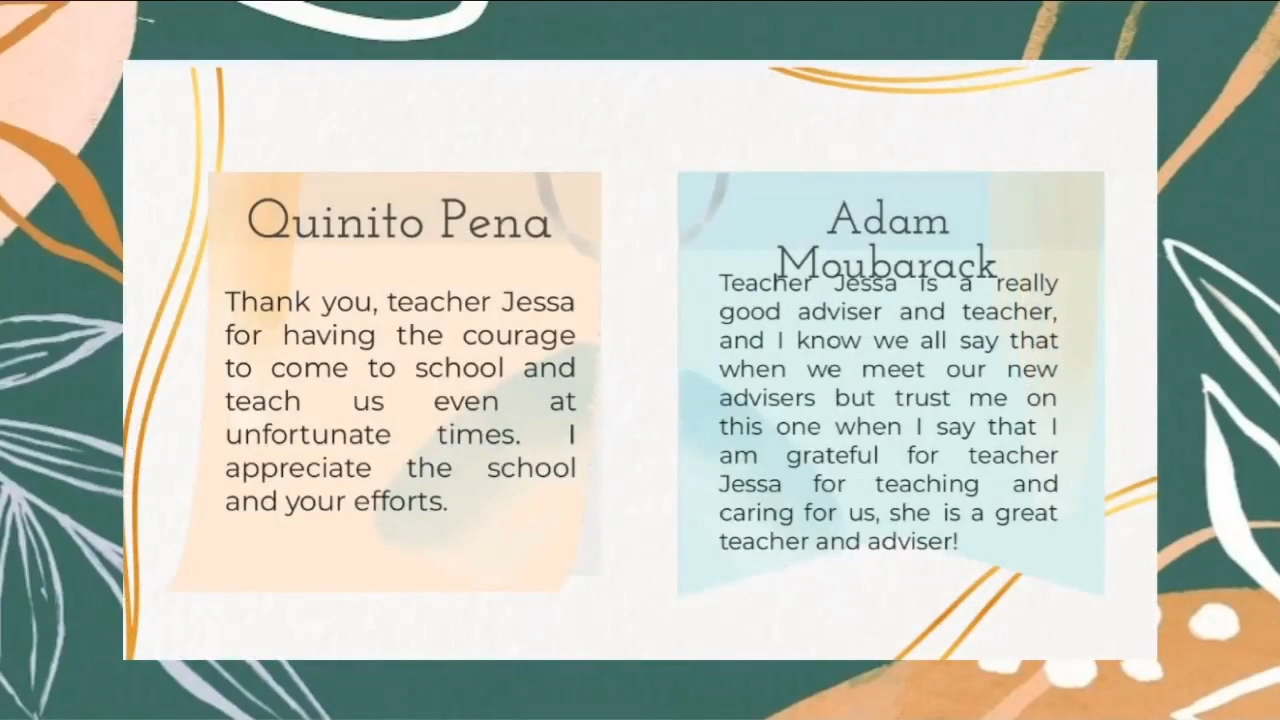 Quinito Pena
Thank you, teacher Jessa
for having the courage
to come to school and
teach us even at
unfortunate times. I
appreciate the school
and your efforts.
Adam
Moubarack
Teacher Jessa is a really
good adviser and teacher,
and I know we all say that
when we meet our new
advisers but trust me on
this one when I say that I
am grateful for teacher
Jessa for teaching and
caring for us, she is a great
teacher and adviser!